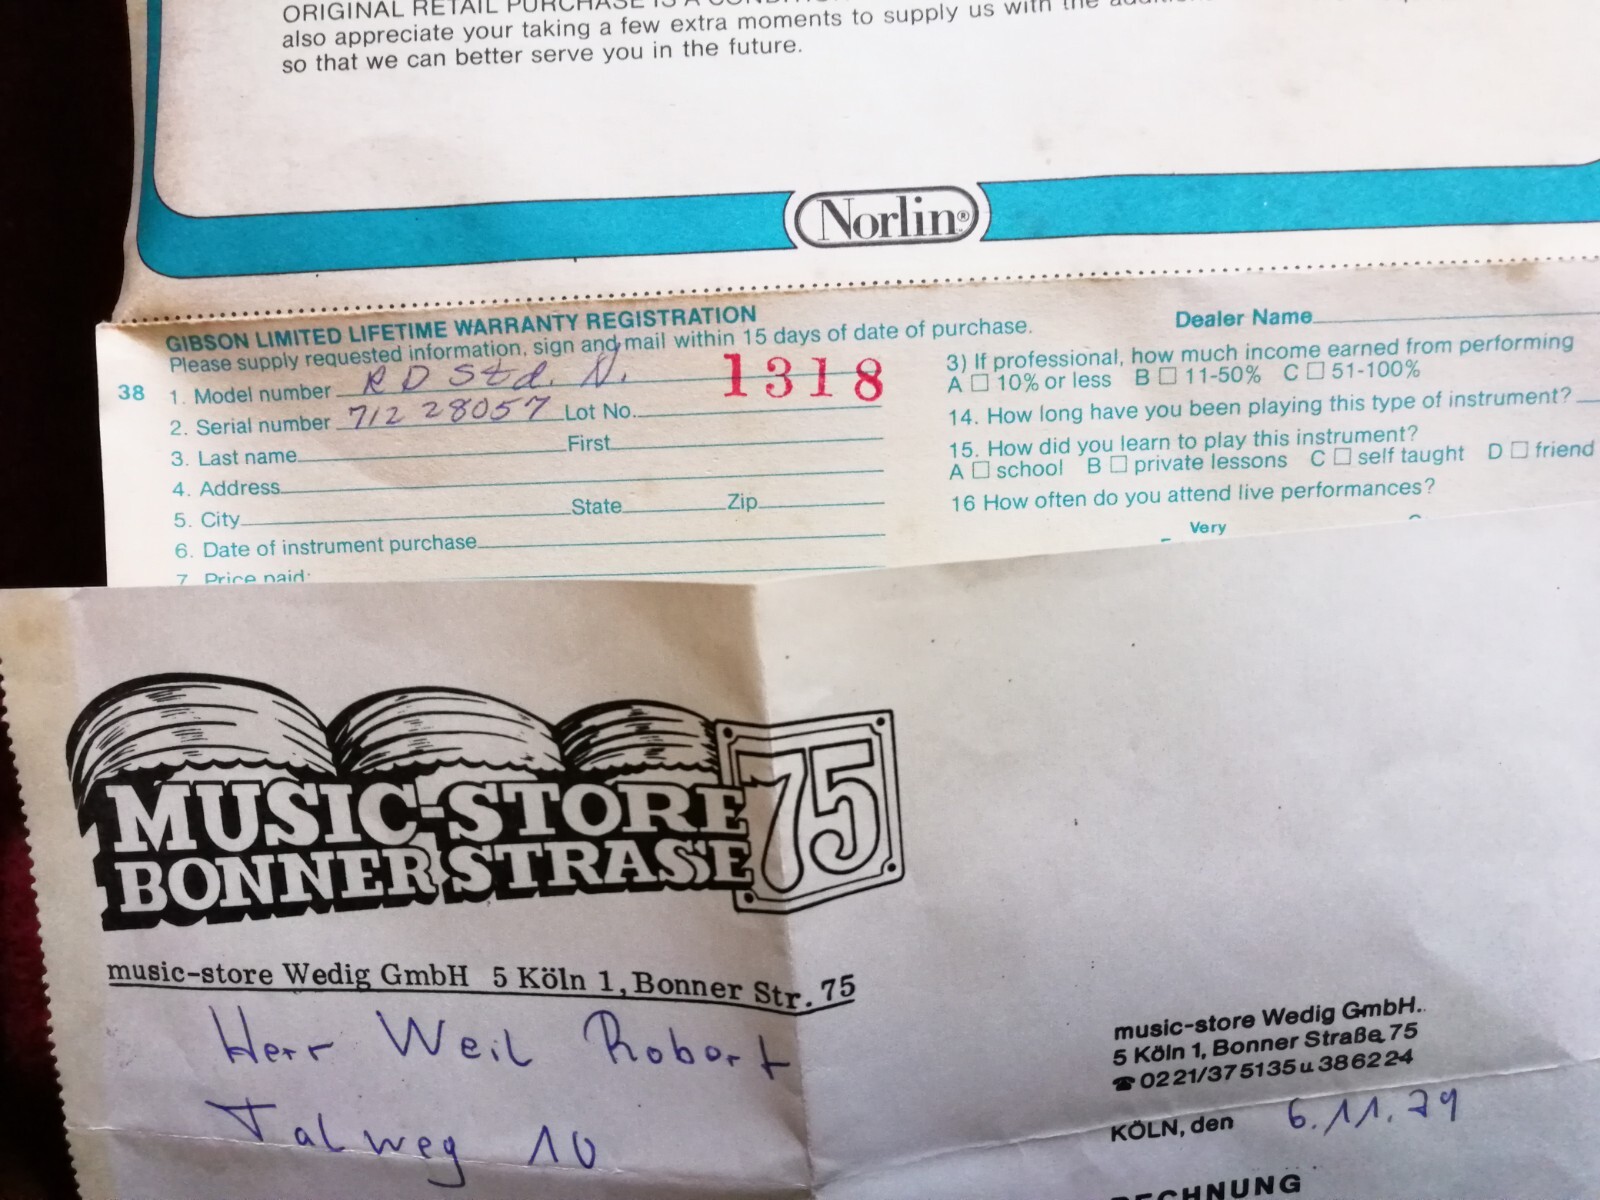 ORIGINAL RETAIL PURCHASE IS A
also appreciate your taking a few extra moments to supply us with the
so that we can better serve you in the future.
Norlin®
GIBSON LIMITED LIFETIME WARRANTY REGISTRATION
Please supply requested information, sign and mail within 15 days of date of purchase.
38
1. Model number R D Std. N.
1318
2. Serial number 71228057 Lot No.
3. Last name First
4. Address
5. City State Zip
6. Date of instrument purchase
7. Price paid:
Dealer Name
3) If professional, how much income earned from performing
A □ 10% or less B □ 11-50% C □ 51-100%
14. How long have you been playing this type of instrument?
15. How did you learn to play this instrument?
A □ school B □ private lessons C □ self taught D □ friend
16 How often do you attend live performances?
Very
MUSIC-STORE
BONNER STRASSE
75
music-store Wedig GmbH 5 Köln 1, Bonner Str. 75
Herr Weil Robert
Talweg 10
music-store Wedig GmbH.
5 Köln 1, Bonner Straße 75
☎ 0221/375135 u 386224
KÖLN, den 6.11.79
RECHNUNG